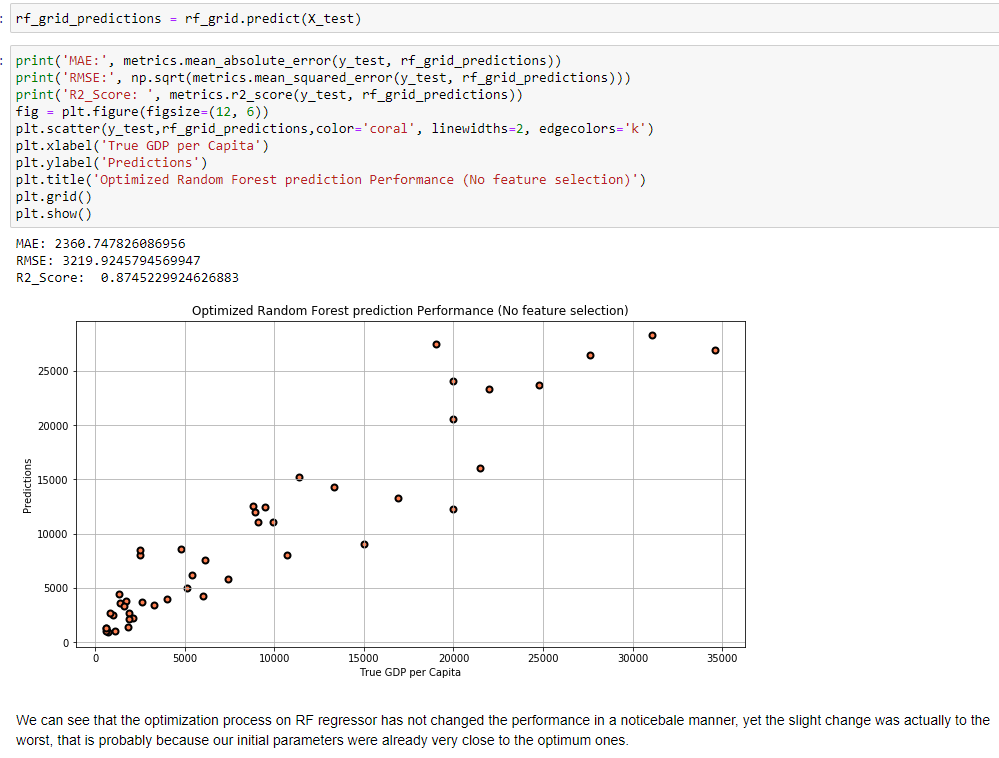 : rf_grid_predictions = rf_grid.predict(X_test)
: print('MAE:', metrics.mean_absolute_error(y_test, rf_grid_predictions))
print('RMSE:', np.sqrt(metrics.mean_squared_error(y_test, rf_grid_predictions)))
print('R2_Score: ', metrics.r2_score(y_test, rf_grid_predictions))
fig = plt.figure(figsize=(12, 6))
plt.scatter(y_test,rf_grid_predictions,color='coral', linewidths=2, edgecolors='k')
plt.xlabel('True GDP per Capita')
plt.ylabel('Predictions')
plt.title('Optimized Random Forest prediction Performance (No feature selection)')
plt.grid()
plt.show()
MAE: 2360.747826086956
RMSE: 3219.9245794569947
R2_Score:  0.8745229924626883
Optimized Random Forest prediction Performance (No feature selection)
25000
20000
15000
10000
5000
0
Predictions
0 5000 10000 15000 20000 25000 30000 35000
True GDP per Capita
We can see that the optimization process on RF regressor has not changed the performance in a noticebale manner, yet the slight change was actually to the
worst, that is probably because our initial parameters were already very close to the optimum ones.